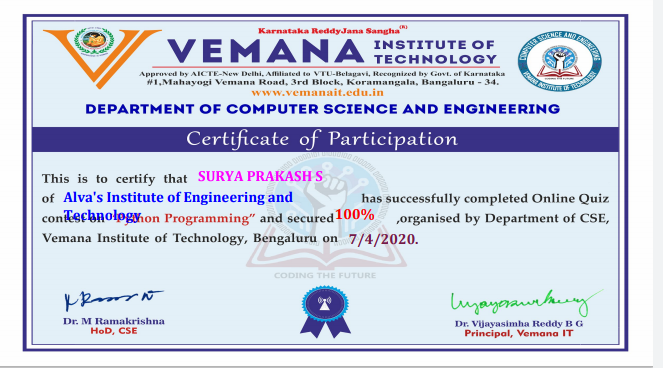 Karnataka ReddyJana Sangha(R)
VEMANA INSTITUTE OF TECHNOLOGY
Approved by AICTE-New Delhi, Affiliated to VTU-Belagavi, Recognized by Govt. of Karnataka
#1,Mahayogi Vemana Road, 3rd Block, Koramangala, Bengaluru - 34.
www.vemanait.edu.in
COMPUTER SCIENCE AND ENGINEERING
VEMANA INSTITUTE OF TECHNOLOGY
DEPARTMENT OF COMPUTER SCIENCE AND ENGINEERING
Certificate of Participation
This is to certify that SURYA PRAKASH S
of Alva's Institute of Engineering and Technology has successfully completed Online Quiz
contest on "Python Programming" and secured 100% ,organised by Department of CSE,
Vemana Institute of Technology, Bengaluru on 7/4/2020.
CODING THE FUTURE
Dr. M Ramakrishna
HoD, CSE
Dr. Vijayasimha Reddy B G
Principal, Vemana IT